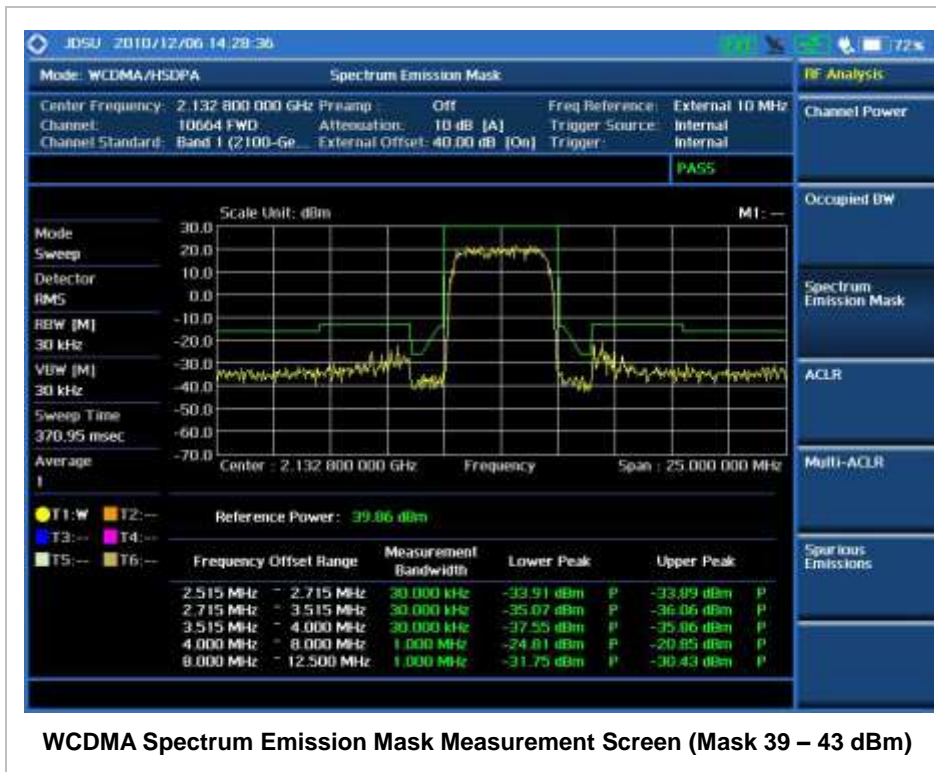 JDSU 2010/12/06 14:28:36
72%
Mode: WCDMA/HSDPA Spectrum Emission Mask
RF Analysis
Center Frequency: 2.132 800 000 GHz Preamp : Off Freq Reference: External 10 MHz
Channel: 10664 FWD Attenuation: 10 dB [A] Trigger Source: Internal
Channel Standard: Band 1 (2100-Ge... External Offset: 40.00 dB [On] Trigger: Internal
PASS
Channel Power
Occupied BW
Spectrum Emission Mask
ACLR
Multi-ACLR
Spurious Emissions
Scale Unit: dBm M1: --
Mode
Sweep
Detector
RMS
RBW [M]
30 kHz
VBW [M]
30 kHz
Sweep Time
370.95 msec
Average
1
T1:W T2:--
T3:-- T4:--
T5:-- T6:--
30.0
20.0
10.0
0.0
-10.0
-20.0
-30.0
-40.0
-50.0
-60.0
-70.0
Center : 2.132 800 000 GHz Frequency Span : 25.000 000 MHz
Reference Power: 39.86 dBm
Frequency Offset Range Measurement Bandwidth Lower Peak Upper Peak
2.515 MHz ~ 2.715 MHz 30.000 kHz -33.91 dBm P -33.89 dBm P
2.715 MHz ~ 3.515 MHz 30.000 kHz -35.07 dBm P -36.06 dBm P
3.515 MHz ~ 4.000 MHz 30.000 kHz -37.55 dBm P -35.86 dBm P
4.000 MHz ~ 8.000 MHz 1.000 MHz -24.81 dBm P -20.85 dBm P
8.000 MHz ~ 12.500 MHz 1.000 MHz -31.75 dBm P -30.43 dBm P
WCDMA Spectrum Emission Mask Measurement Screen (Mask 39 – 43 dBm)